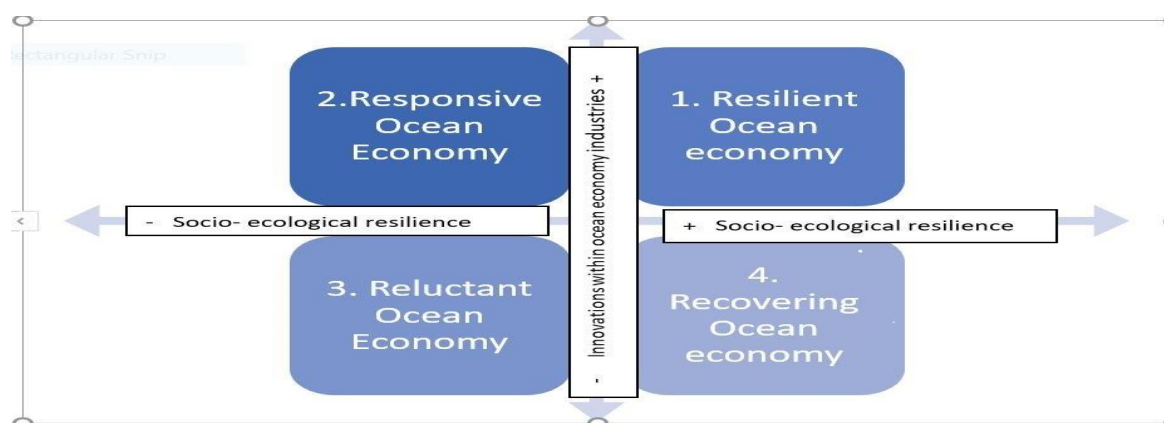 Rectangular Snip
2.Responsive
Ocean
Economy
1. Resilient
Ocean
economy
- Innovations within ocean economy industries +
- Socio- ecological resilience
+ Socio- ecological resilience
3. Reluctant
Ocean
Economy
4.
Recovering
Ocean
economy